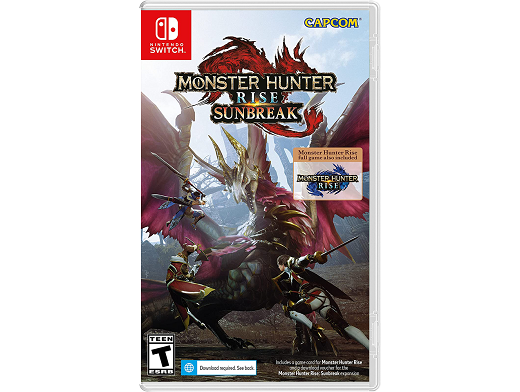 NINTENDO
SWITCH™
CAPCOM®
MONSTER HUNTER
RISE
SUNBREAK™
Monster Hunter Rise
full game also included
MONSTER HUNTER
RISE
TEEN
T
ESRB
Download required. See back.
Includes a game card for Monster Hunter Rise
and a download voucher for the
Monster Hunter Rise: Sunbreak expansion